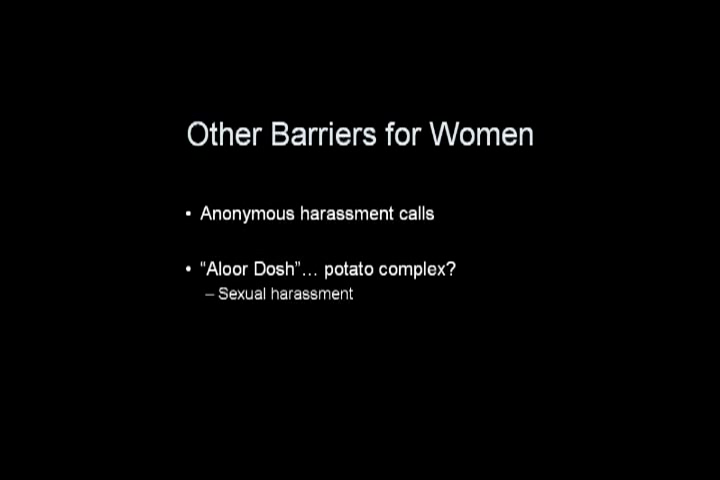 Other Barriers for Women
• Anonymous harassment calls
• “Aloor Dosh”… potato complex?
– Sexual harassment